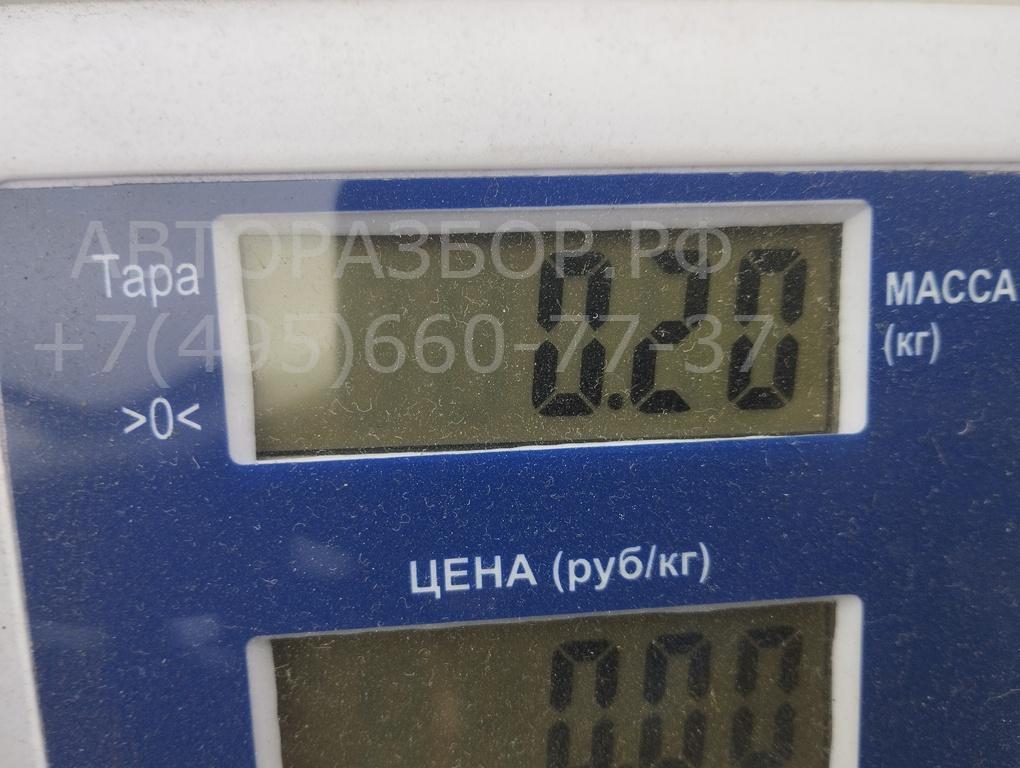 АВТОРАЗБОР.РФ
Тара
0.20
МАССА
(кг)
+7(495)660-77-37
>0<
ЦЕНА (руб/кг)
0.00